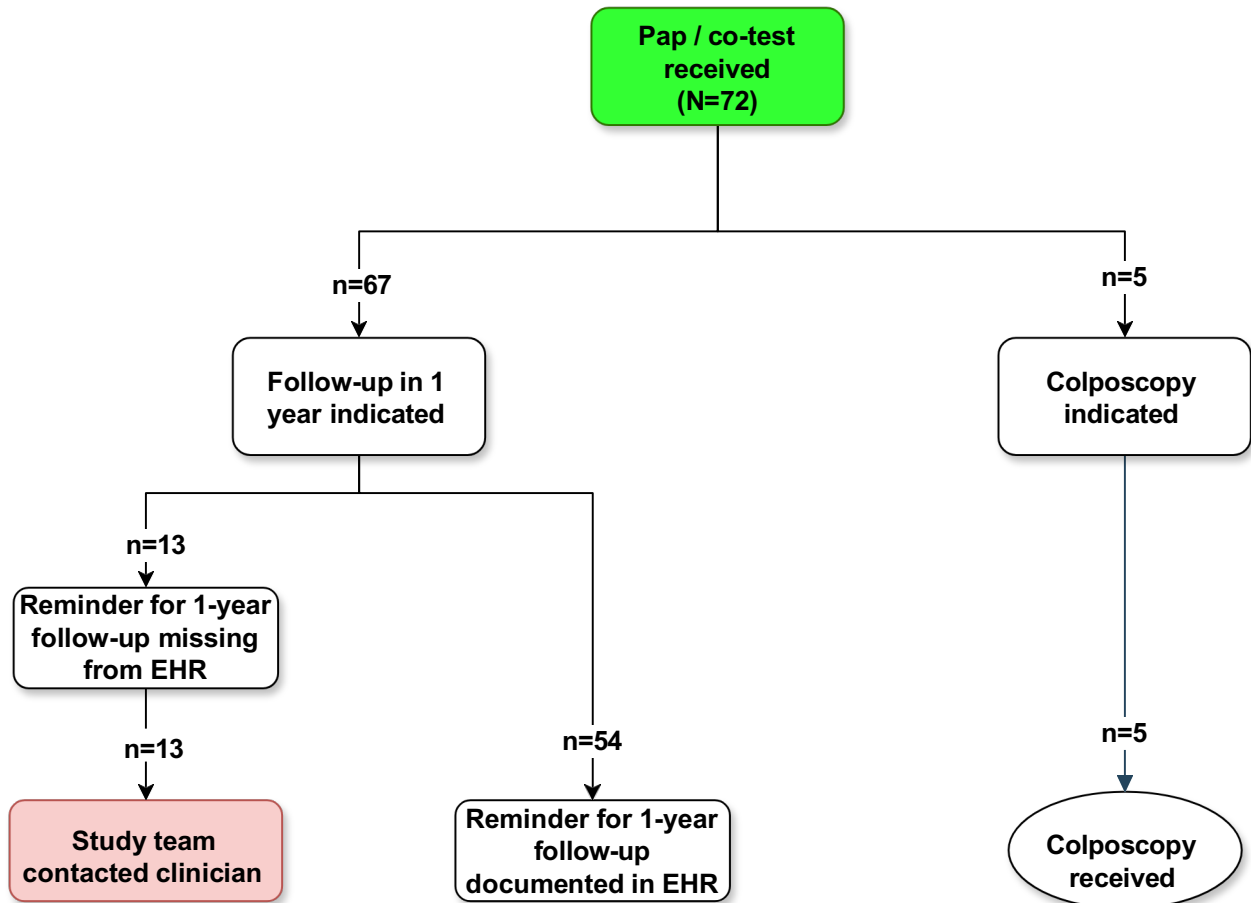 Pap / co-test
received
(N=72)
n=67
n=5
Follow-up in 1
year indicated
Colposcopy
indicated
n=13
Reminder for 1-year
follow-up missing
from EHR
n=13
n=54
n=5
Study team
contacted clinician
Reminder for 1-year
follow-up
documented in EHR
Colposcopy
received